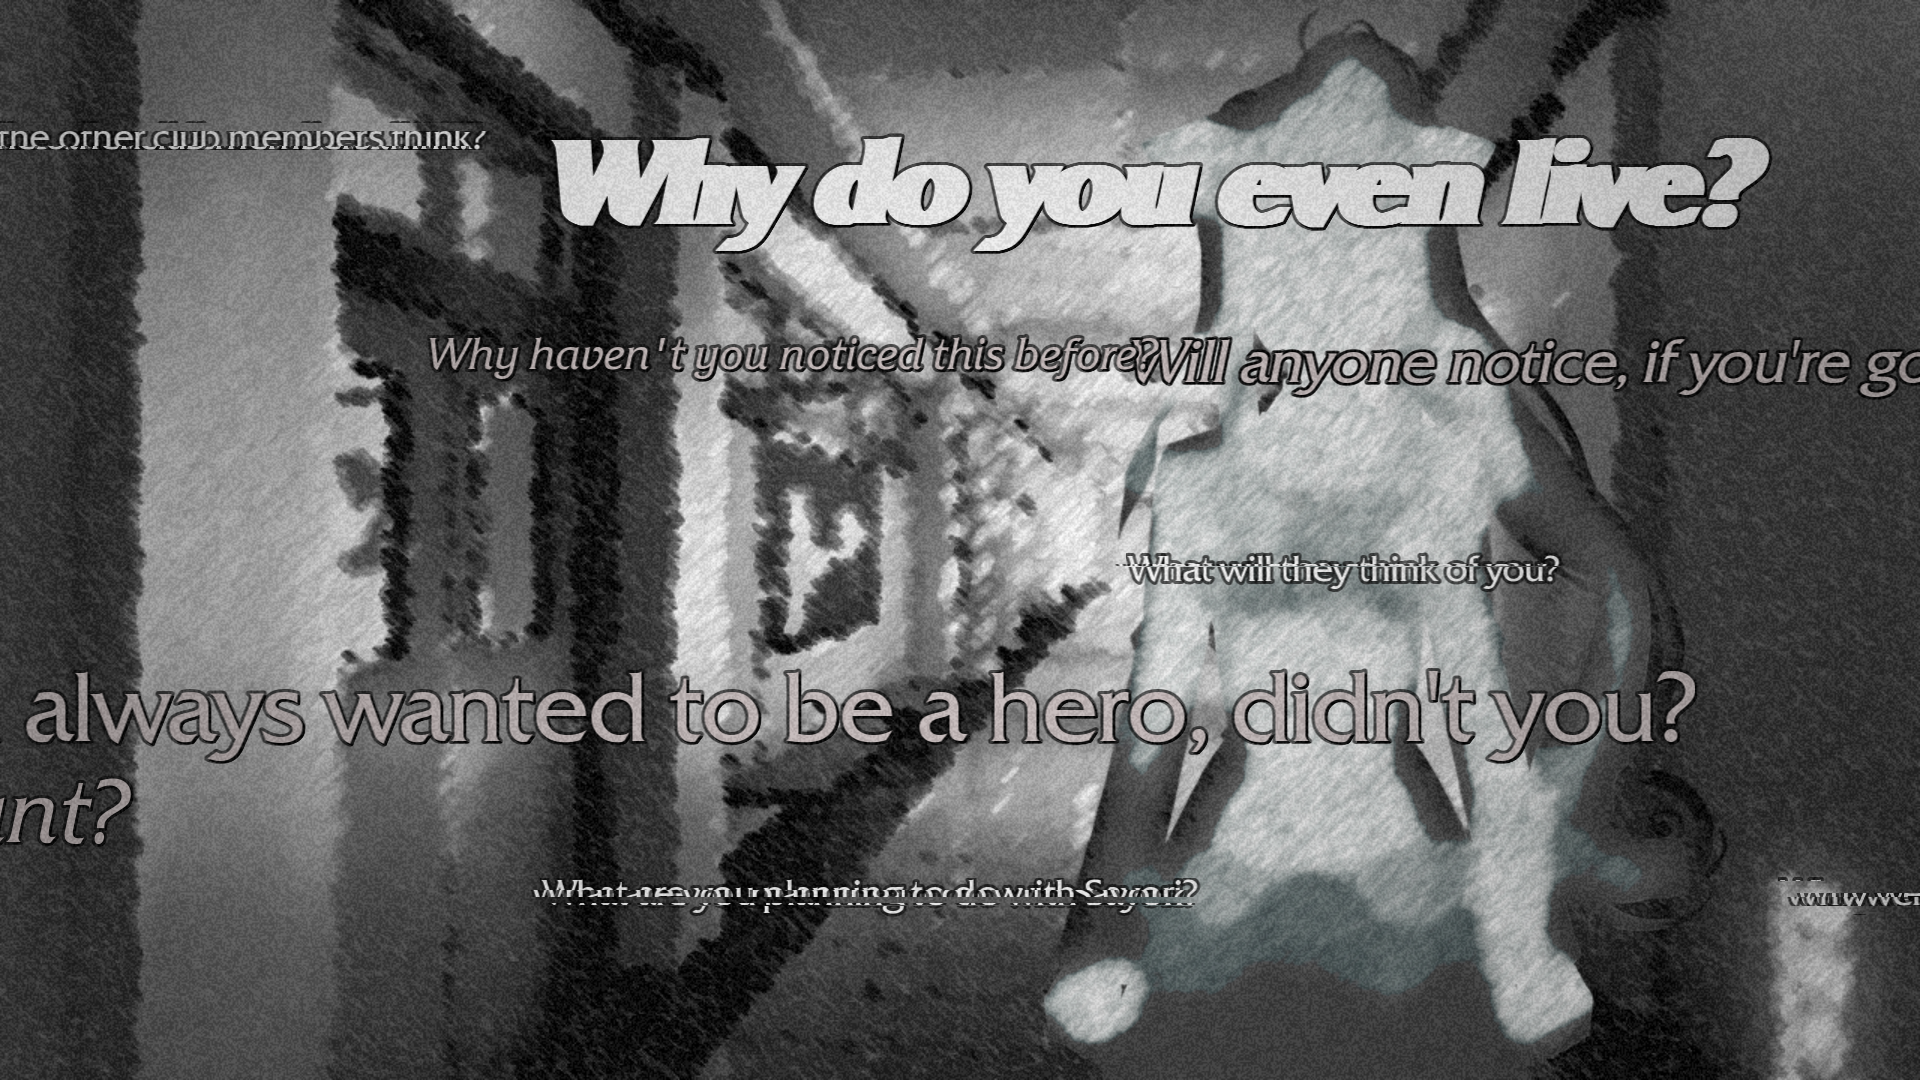 the other club members think?
Why do you even live?
Why haven't you noticed this before?
Will anyone notice, if you're go
What will they think of you?
always wanted to be a hero, didn't you?
unt?
What are you planning to do with Sayori?